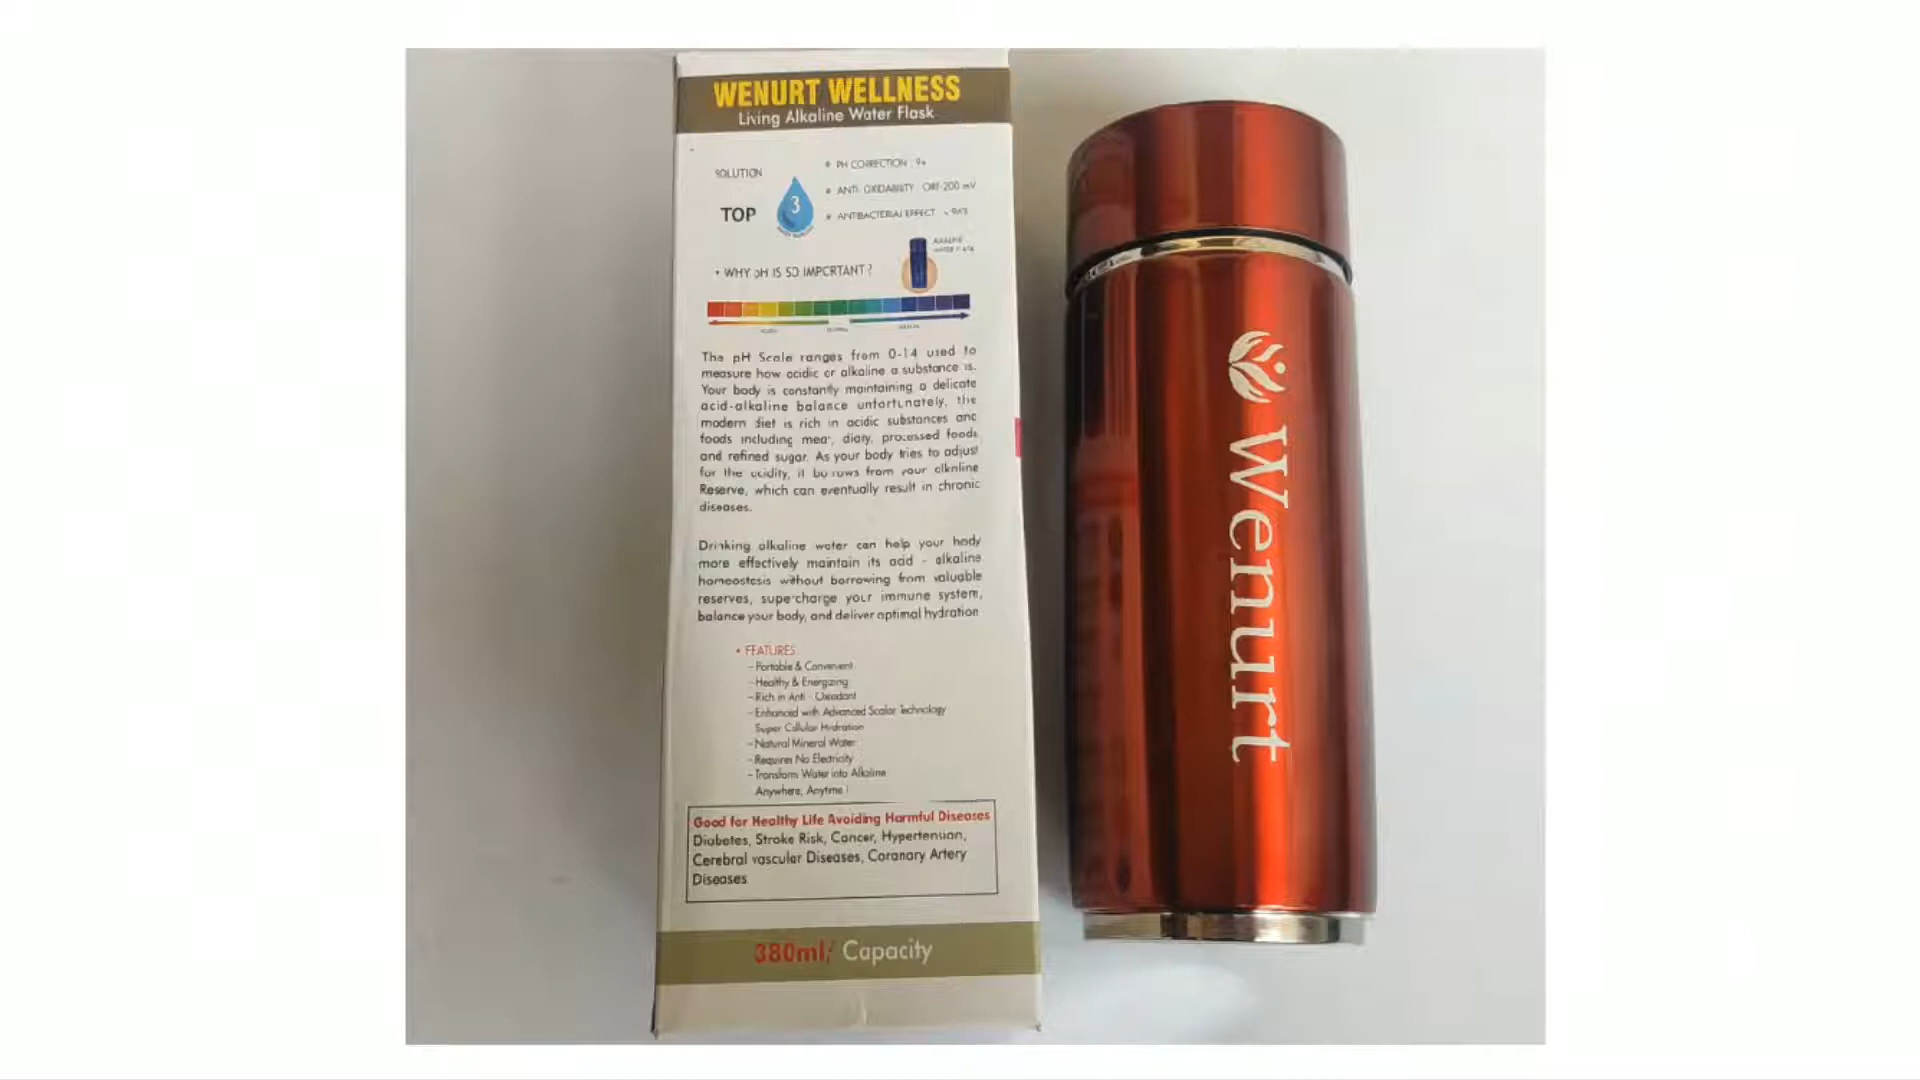 WENURT WELLNESS
Living Alkaline Water Flask
SOLUTION
TOP
3
PH CORRECTION : 9+
ANTI- OXIDABILITY : ORP-200 mV
ANTIBACTERIAL EFFECT
ALKALINE
• WHY pH IS SO IMPORTANT ?
The pH Scale ranges from 0-14 used to
measure how acidic or alkaline a substance is.
Your body is constantly maintaining a delicate
acid-alkaline balance unfortunately, the
modern diet is rich in acidic substances and
foods including meat, diary, processed foods
and refined sugar. As your body tries to adjust
for the acidity, it borrows from your alkaline
Reserve, which can eventually result in chronic
diseases.
Drinking alkaline water can help your body
more effectively maintain its acid - alkaline
homeostesis without borrowing from valuable
reserves, supercharge your immune system,
balance your body, and deliver optimal hydration
• FEATURES
- Portable & Convenient
- Healthy & Energizing
- Rich in Anti - Oxeadant
- Enhanced with Advanced Scalar Technology
Super Cellular Hydration
- Natural Mineral Water
- Requires No Electricity
- Transform Water into Alkaline
Anywhere, Anytime !
Good for Healthy Life Avoiding Harmful Diseases
Diabetes, Stroke Risk, Cancer, Hypertension,
Cerebral vascular Diseases, Coranary Artery
Diseases
380ml/ Capacity
Wenurt